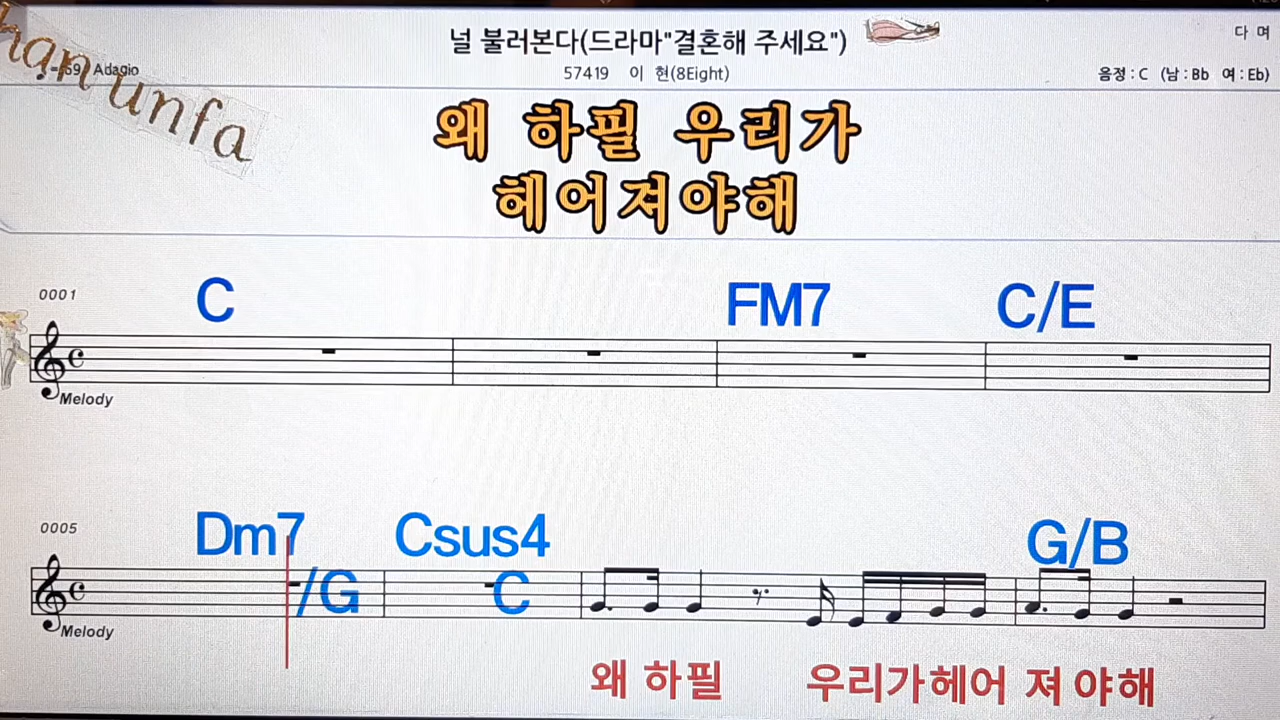 널 불러본다(드라마"결혼해 주세요")
다 며
57419 이 현(8Eight)
Adagio
음정 : C (남 : Bb 여 : Eb)
han unfa
왜 하필 우리가
헤어져야해
0001
C
FM7
C/E
Melody
0005
Dm7
/G
Csus4
C
G/B
Melody
왜 하필 우리가헤어 져 야해